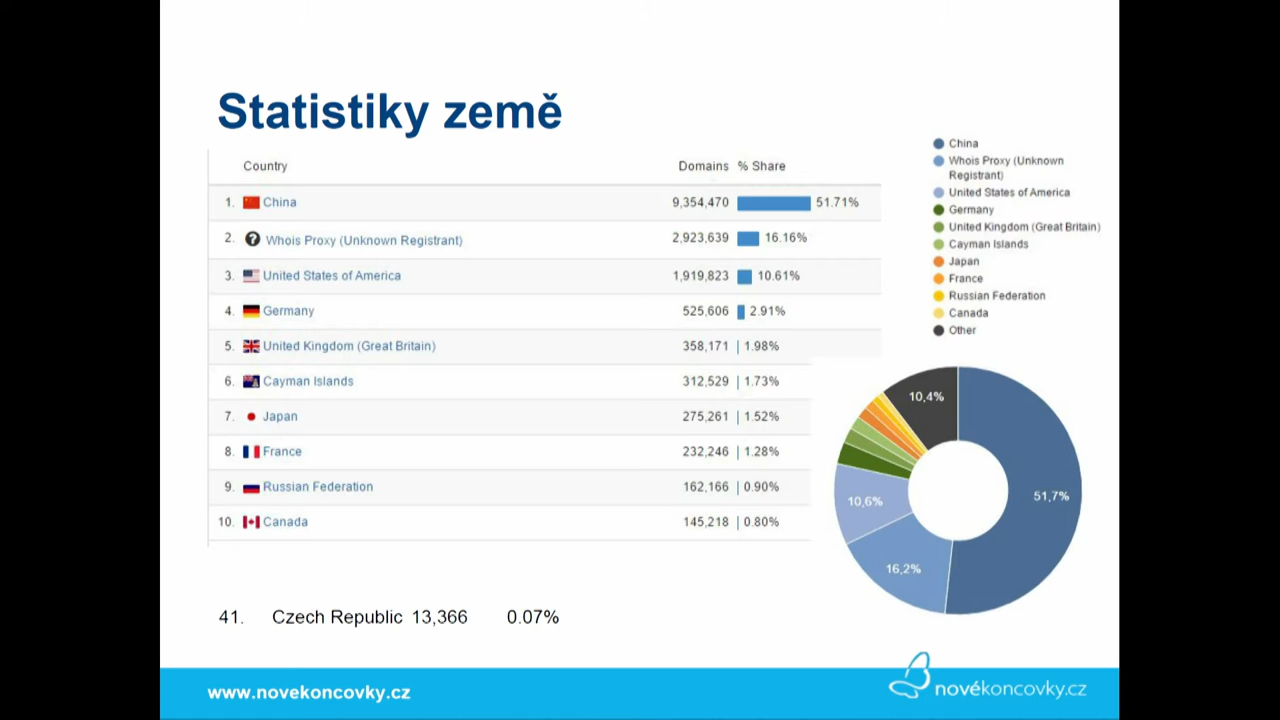 Statistiky země
Country Domains % Share
1. China 9,354,470 51.71%
2. Whois Proxy (Unknown Registrant) 2,923,639 16.16%
3. United States of America 1,919,823 10.61%
4. Germany 525,606 2.91%
5. United Kingdom (Great Britain) 358,171 1.98%
6. Cayman Islands 312,529 1.73%
7. Japan 275,261 1.52%
8. France 232,246 1.28%
9. Russian Federation 162,166 0.90%
10. Canada 145,218 0.80%
41. Czech Republic 13,366 0.07%
China
Whois Proxy (Unknown
Registrant)
United States of America
Germany
United Kingdom (Great Britain)
Cayman Islands
Japan
France
Russian Federation
Canada
Other
10,4%
51,7%
10,6%
16,2%
www.novekoncovky.cz
novékoncovky.cz